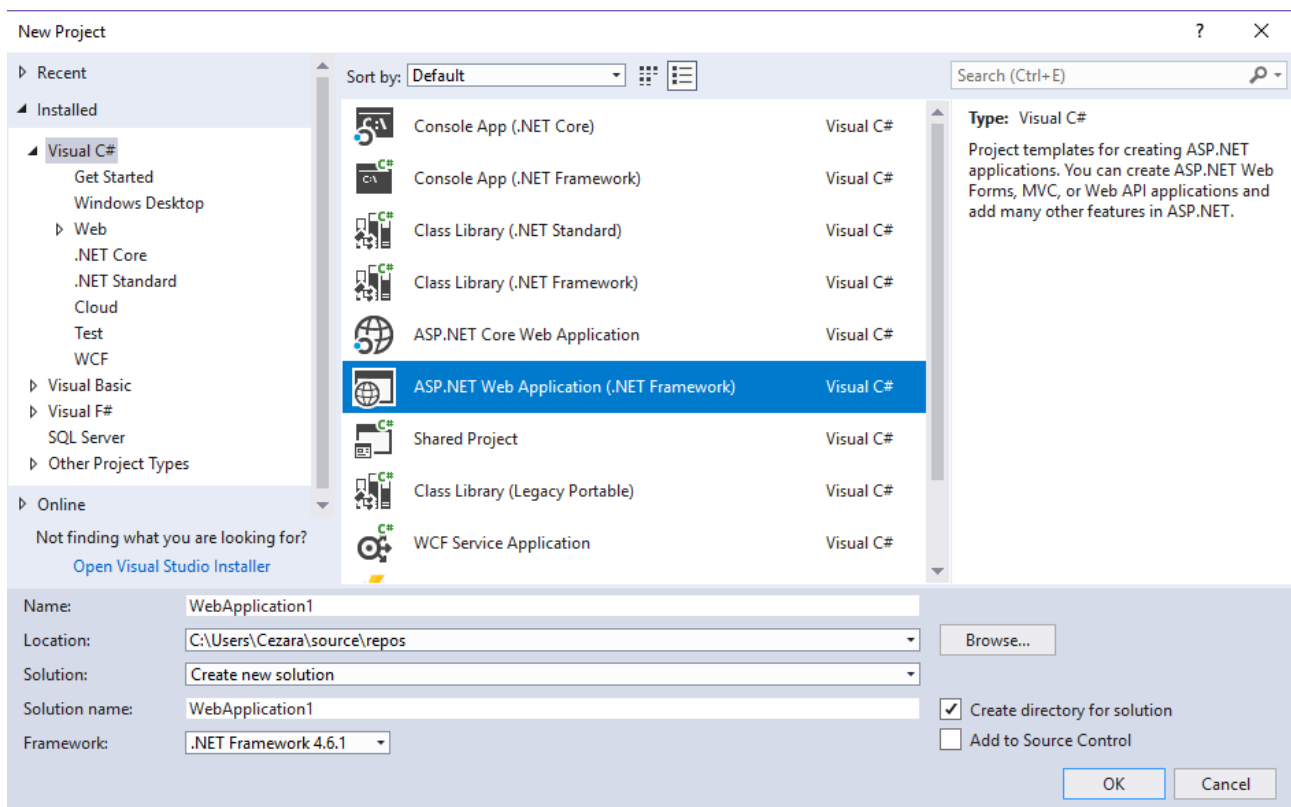 New Project
?
Recent
Installed
Visual C#
Get Started
Windows Desktop
Web
.NET Core
.NET Standard
Cloud
Test
WCF
Visual Basic
Visual F#
SQL Server
Other Project Types
Online
Not finding what you are looking for?
Open Visual Studio Installer
Sort by: Default
Search (Ctrl+E)
C:\ Console App (.NET Core) Visual C#
C# C:\ Console App (.NET Framework) Visual C#
C# Class Library (.NET Standard) Visual C#
C# Class Library (.NET Framework) Visual C#
ASP.NET Core Web Application Visual C#
ASP.NET Web Application (.NET Framework) Visual C#
C# Shared Project Visual C#
C# Class Library (Legacy Portable) Visual C#
C# WCF Service Application Visual C#
Type: Visual C#
Project templates for creating ASP.NET
applications. You can create ASP.NET Web
Forms, MVC, or Web API applications and
add many other features in ASP.NET.
Name: WebApplication1
Location: C:\Users\Cezara\source\repos Browse...
Solution: Create new solution
Solution name: WebApplication1 Create directory for solution
Framework: .NET Framework 4.6.1 Add to Source Control
OK Cancel